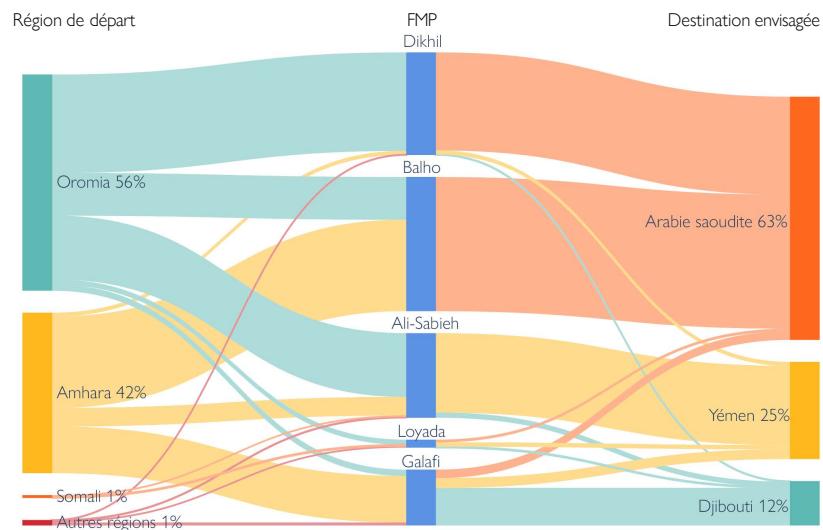 Région de départ
FMP
Destination envisagée
Dikhil
Balho
Oromia 56%
Arabie saoudite 63%
Ali-Sabieh
Amhara 42%
Yémen 25%
Loyada
Galafi
Somali 1%
Djibouti 12%
Autres régions 1%